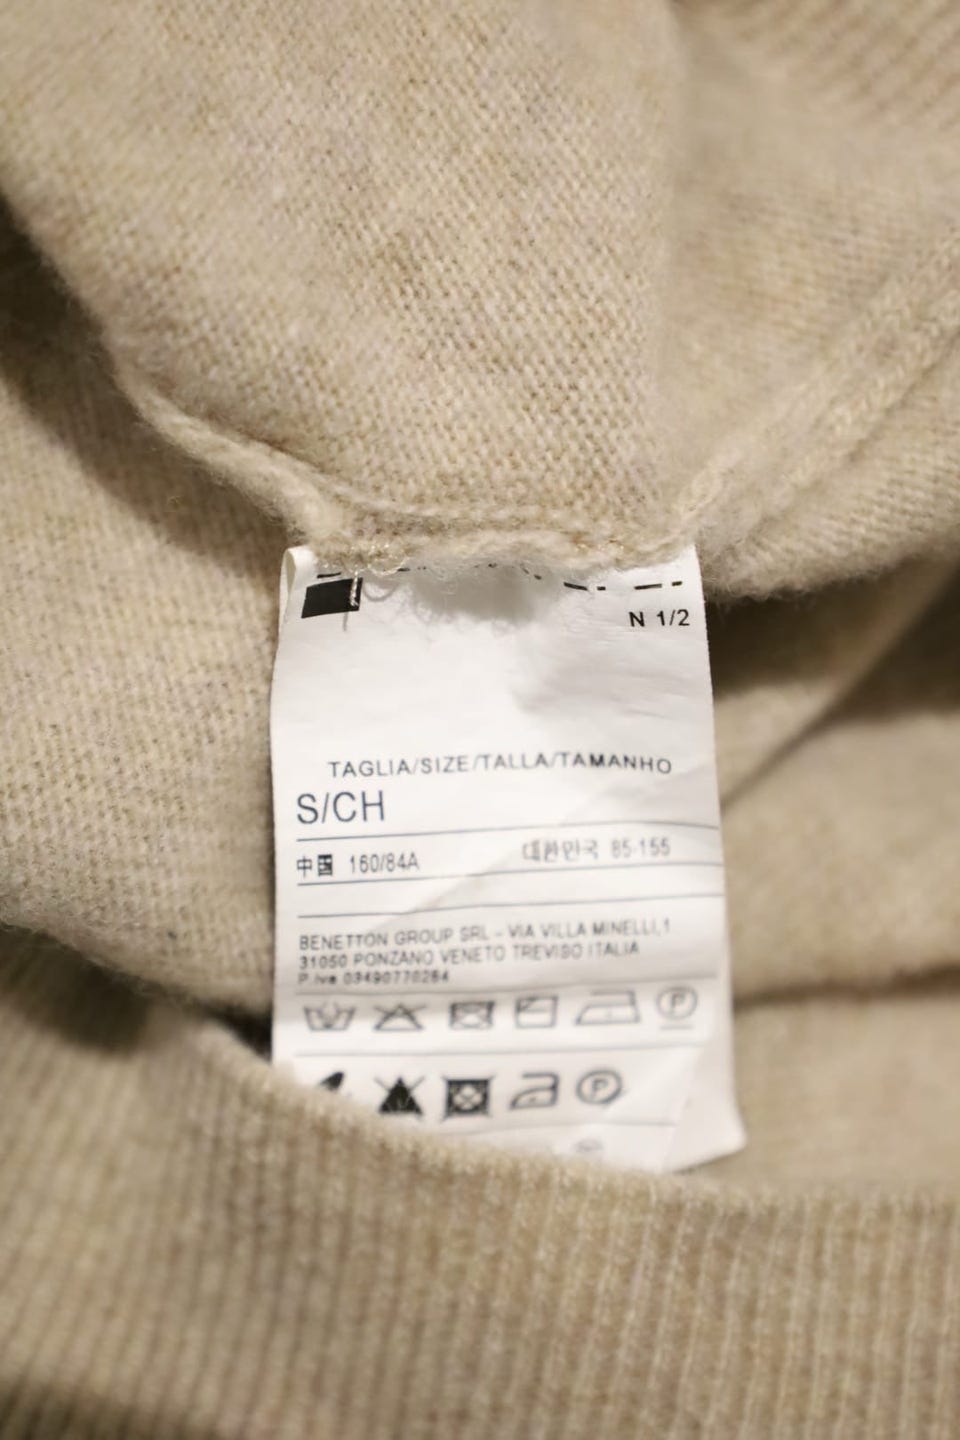 N 1/2
TAGLIA/SIZE/TALLA/TAMANHO
S/CH
中国 160/84A 대한민국 85-155
BENETTON GROUP SRL - VIA VILLA MINELLI,1
31050 PONZANO VENETO TREVISO ITALIA
P.iva 03490770264
P
P